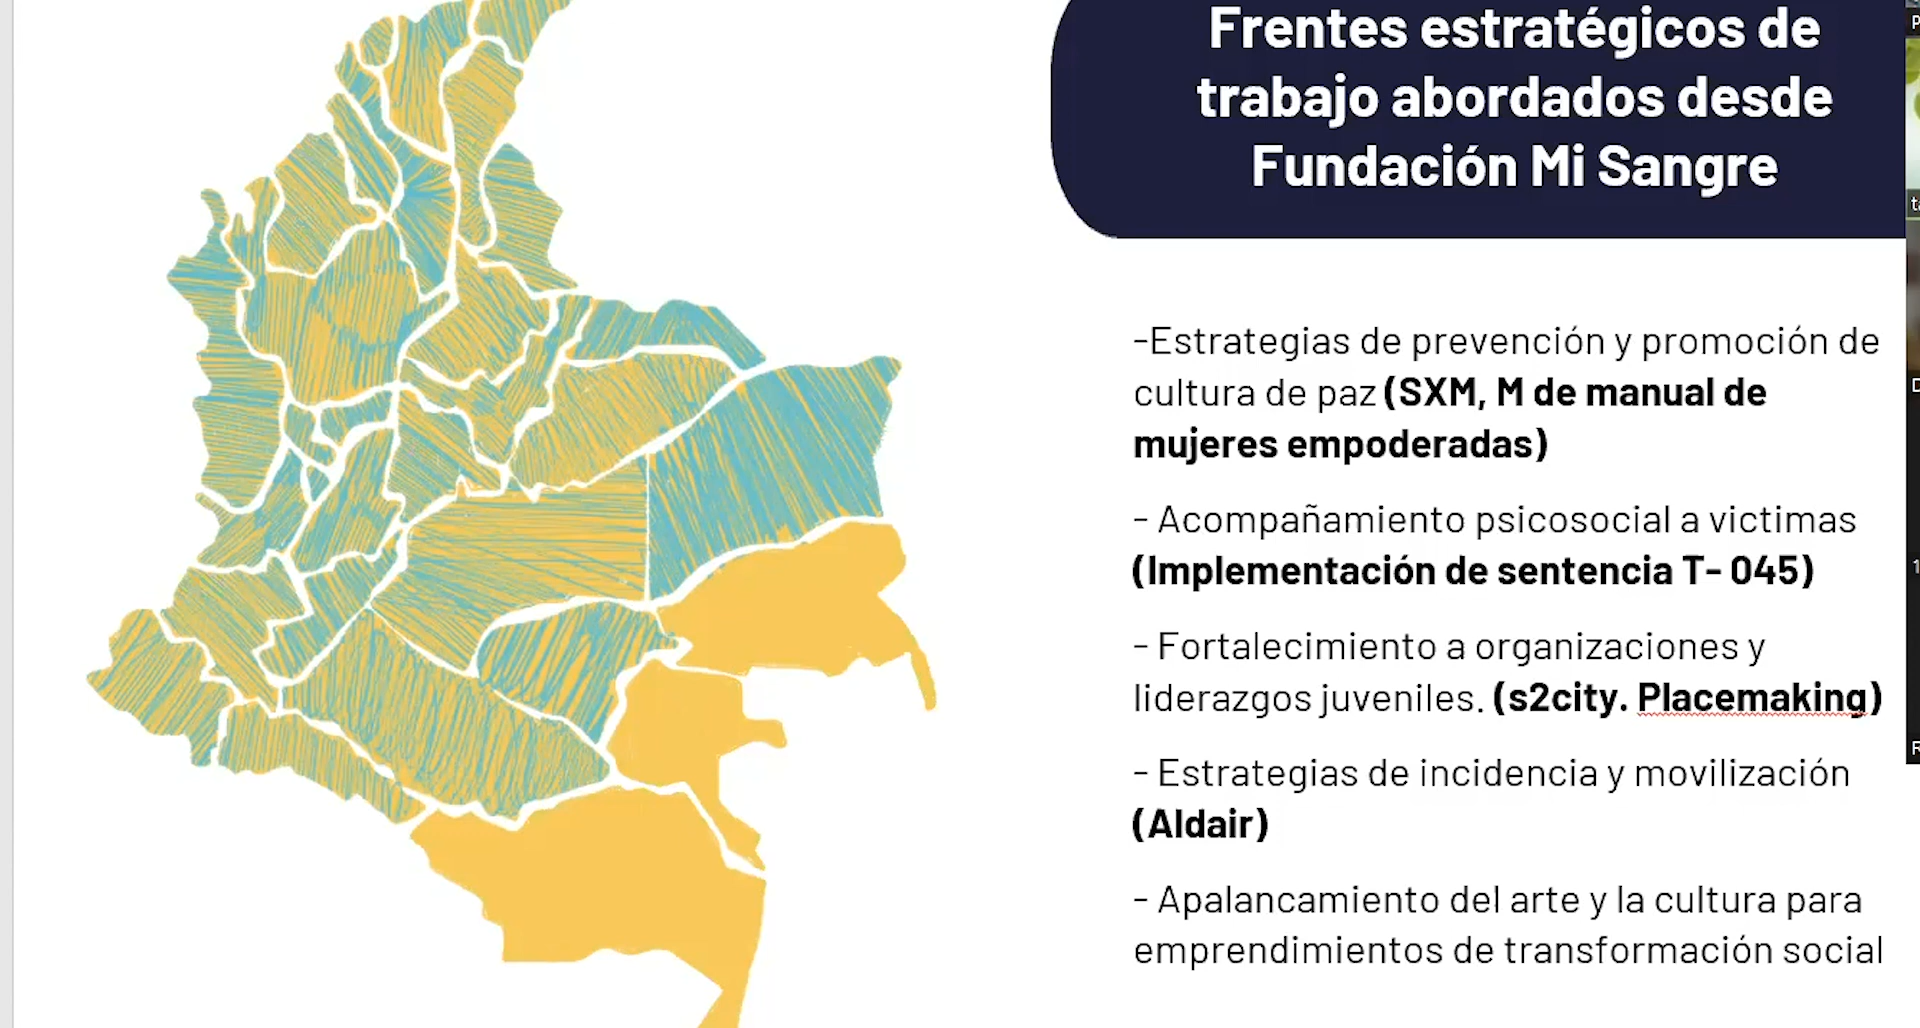 Frentes estratégicos de
trabajo abordados desde
Fundación Mi Sangre
-Estrategias de prevención y promoción de
cultura de paz (SXM, M de manual de
mujeres empoderadas)
- Acompañamiento psicosocial a victimas
(Implementación de sentencia T- 045)
- Fortalecimiento a organizaciones y
liderazgos juveniles. (s2city. Placemaking)
- Estrategias de incidencia y movilización
(Aldair)
- Apalancamiento del arte y la cultura para
emprendimientos de transformación social